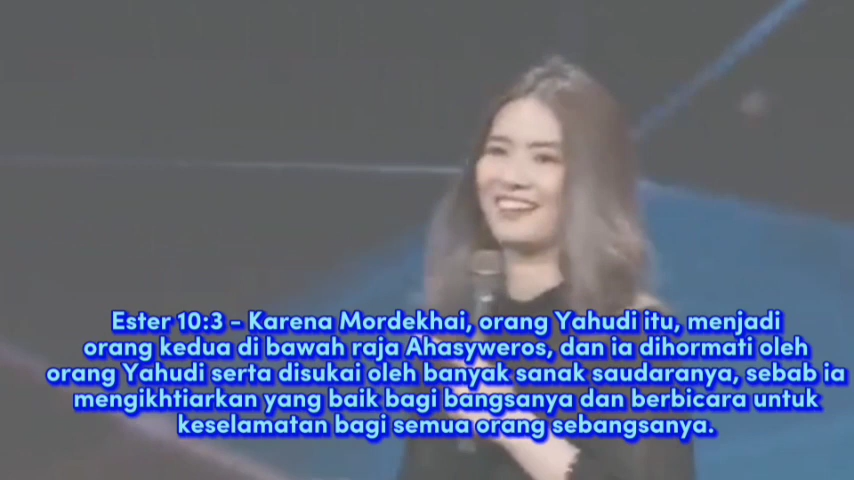 Ester 10:3 - Karena Mordekhai, orang Yahudi itu, menjadi
orang kedua di bawah raja Ahasyweros, dan ia dihormati oleh
orang Yahudi serta disukai oleh banyak sanak saudaranya, sebab ia
mengikhtiarkan yang baik bagi bangsanya dan berbicara untuk
keselamatan bagi semua orang sebangsanya.